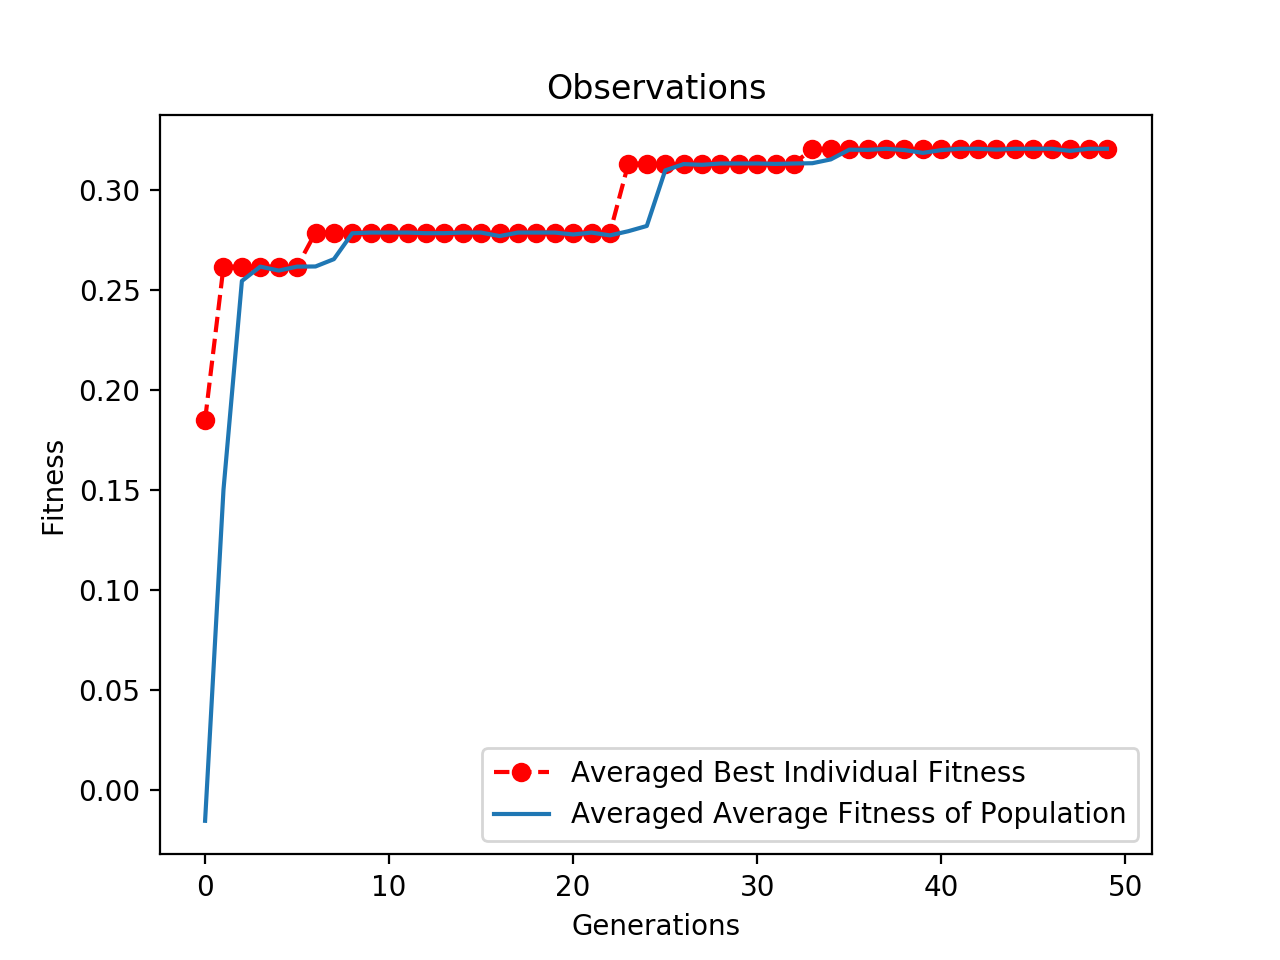 Observations
Fitness
0.30
0.25
0.20
0.15
0.10
0.05
0.00
Averaged Best Individual Fitness
Averaged Average Fitness of Population
0 10 20 30 40 50
Generations